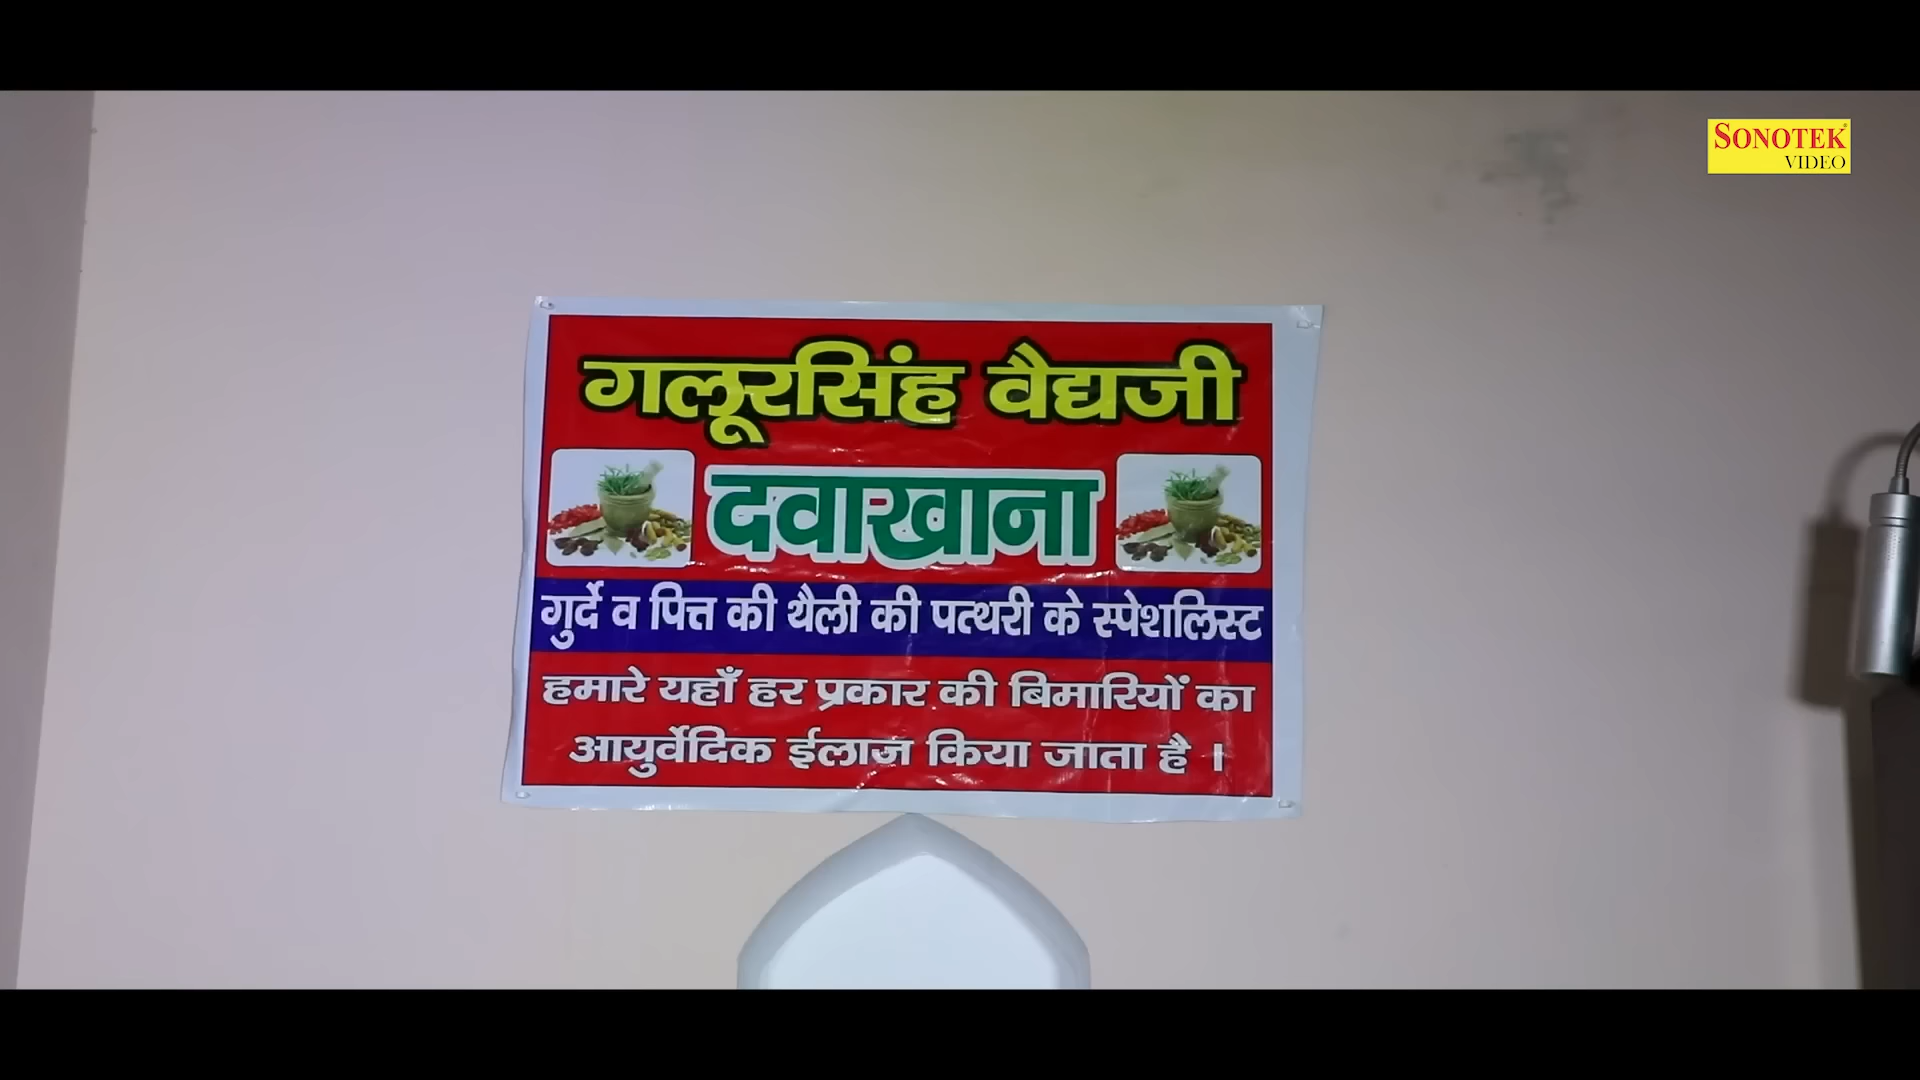 SONOTEK
VIDEO
गलूरसिंह वैद्यजी
दवाखाना
गुर्दे व पित्त की थैली की पत्थरी के स्पेशलिस्ट
हमारे यहाँ हर प्रकार की बिमारियों का
आयुर्वेदिक ईलाज किया जाता है ।